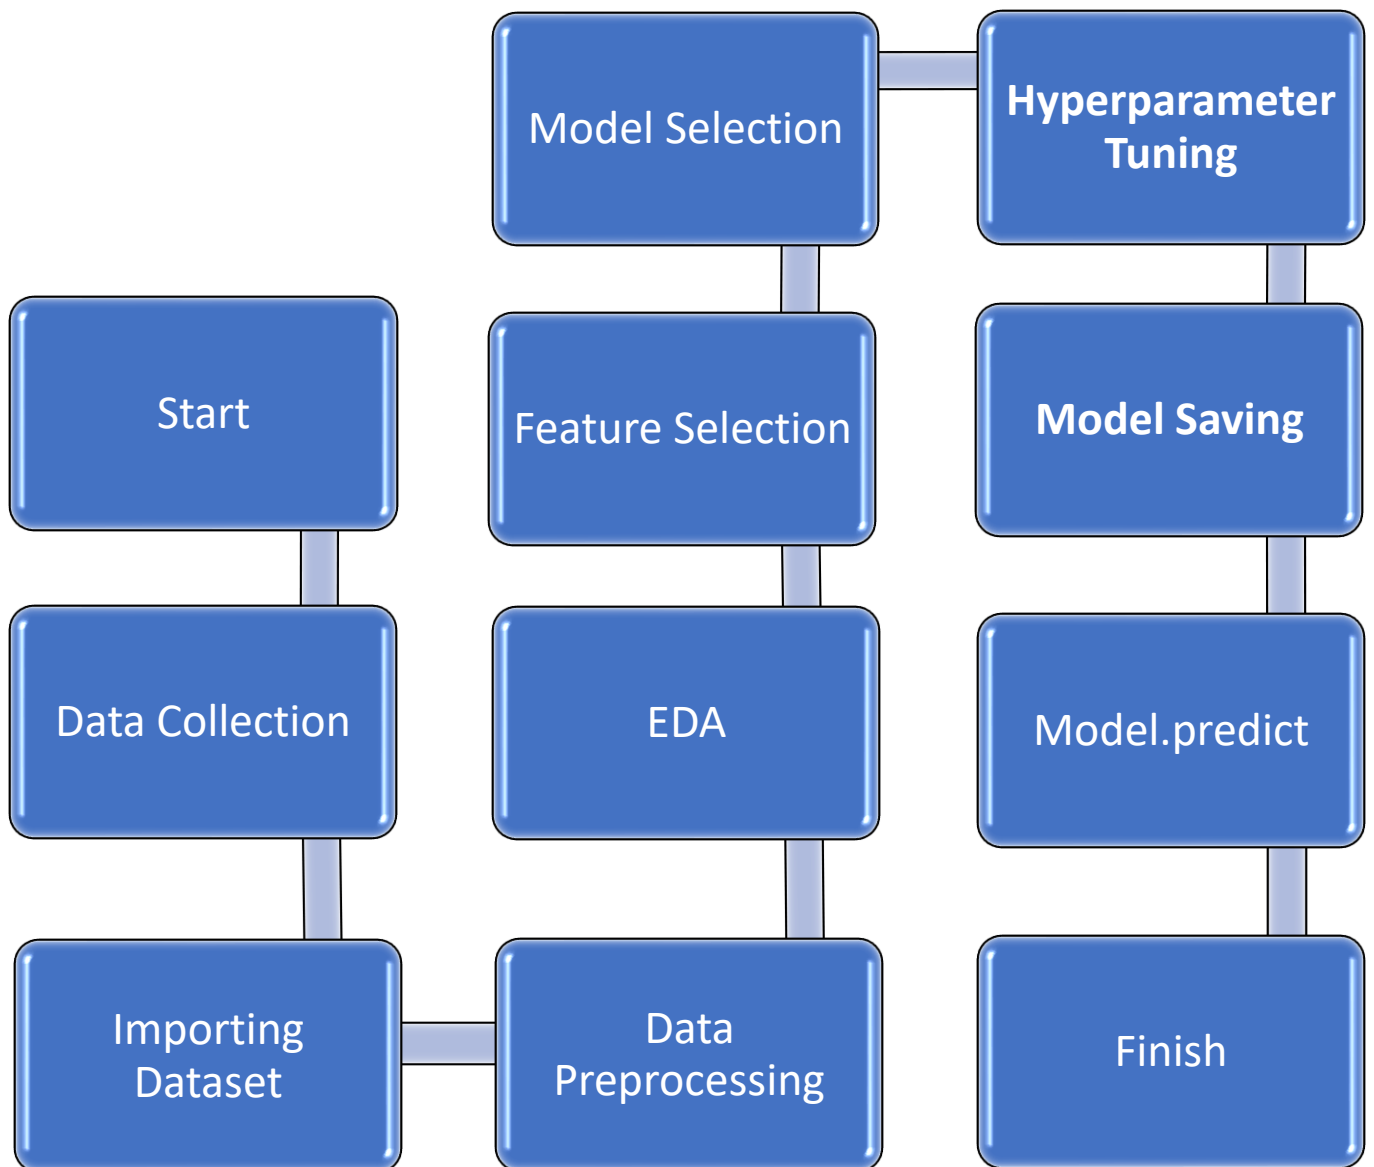 Start
Data Collection
Importing
Dataset
Data
Preprocessing
EDA
Feature Selection
Model Selection
Hyperparameter
Tuning
Model Saving
Model.predict
Finish